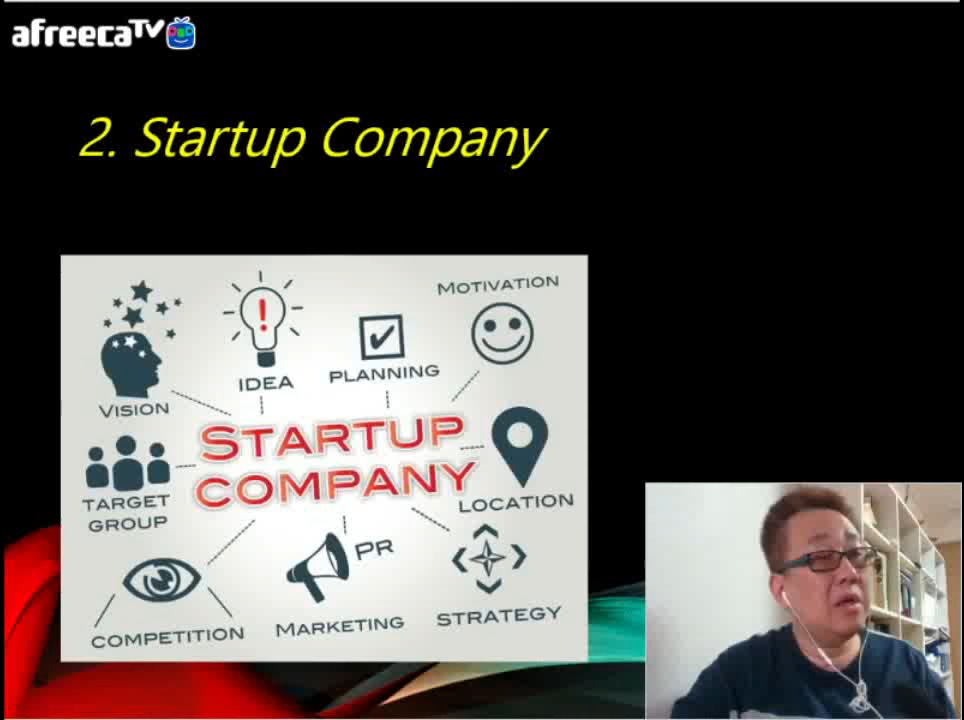 afreecaTV
2. Startup Company
MOTIVATION
IDEA
PLANNING
VISION
STARTUP
COMPANY
TARGET
GROUP
LOCATION
PR
COMPETITION
MARKETING
STRATEGY